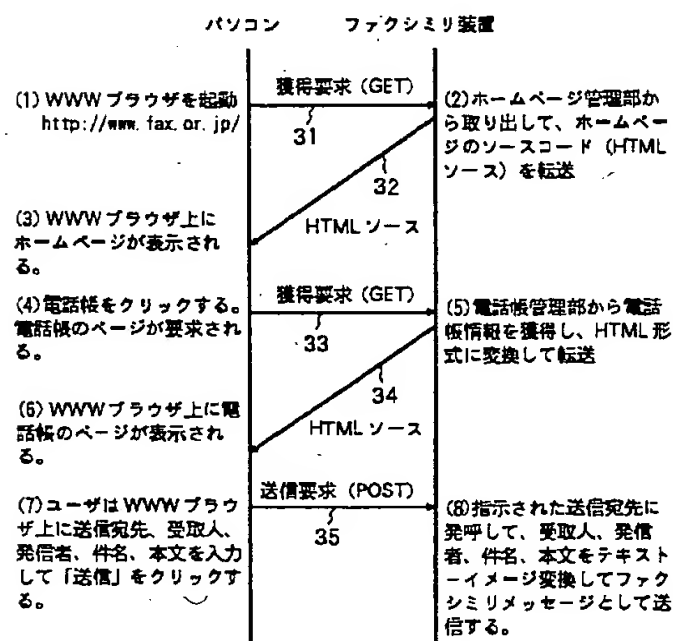 パソコン
ファクシミリ装置
(1) WWW ブラウザを起動
http://www.fax.or.jp/
獲得要求 (GET)
31
(2)ホームページ管理部か
ら取り出して、ホームペー
ジのソースコード (HTML
ソース) を転送
32
HTML ソース
(3) WWW ブラウザ上に
ホームページが表示され
る。
(4)電話帳をクリックする。
電話帳のページが要求され
る。
獲得要求 (GET)
33
(5)電話帳管理部から電話
帳情報を獲得し、HTML 形
式に変換して転送
34
HTML ソース
(6) WWW ブラウザ上に電
話帳のページが表示され
る。
(7)ユーザは WWW ブラウ
ザ上に送信宛先、受取人、
発信者、件名、本文を入力
して「送信」をクリックす
る。
送信要求 (POST)
35
(8)指示された送信宛先に
発呼して、受取人、発信
者、件名、本文をテキスト
−イメージ変換してファク
シミリメッセージとして送
信する。